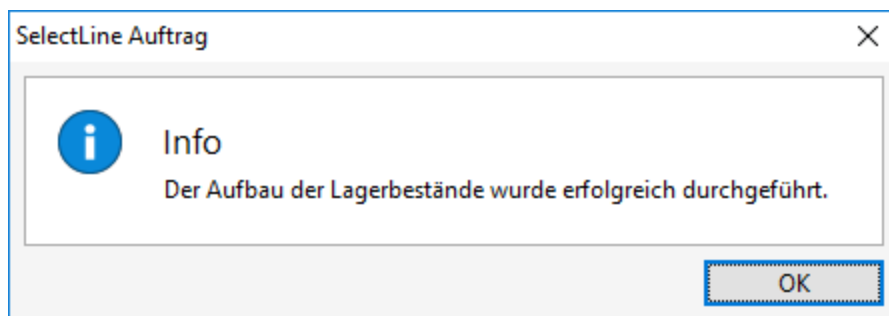 SelectLine Auftrag
Info
Der Aufbau der Lagerbestände wurde erfolgreich durchgeführt.
OK